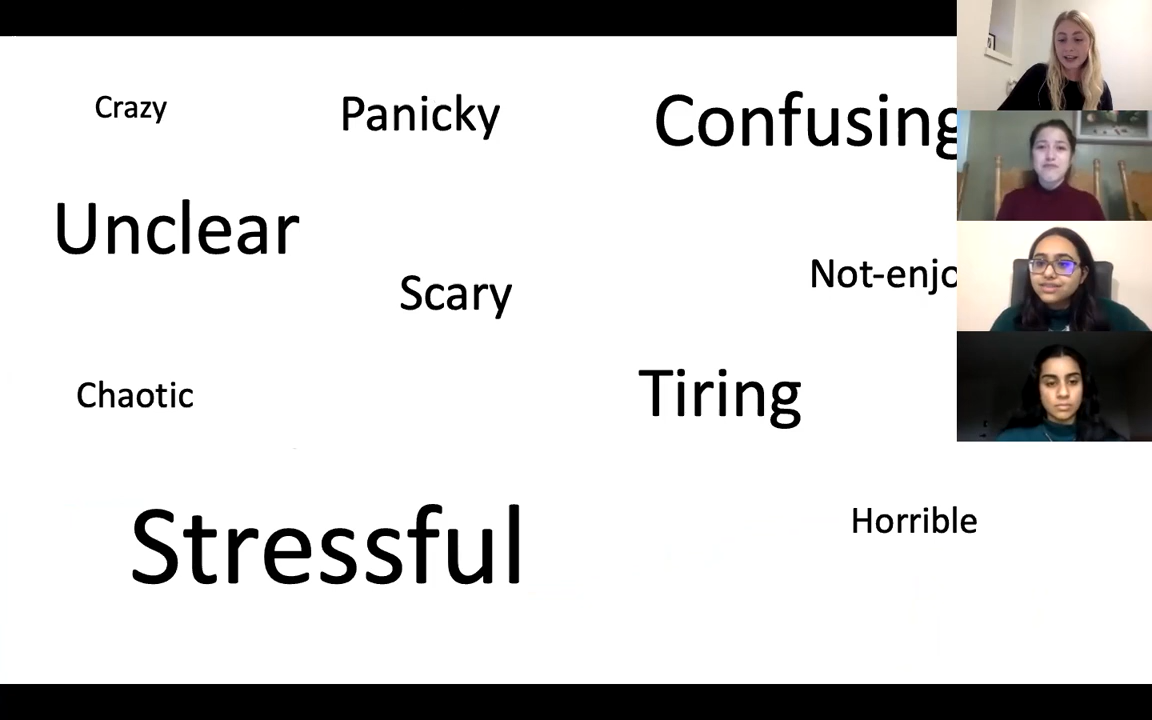 Crazy
Panicky
Confusing
Unclear
Scary
Not-enjo
Chaotic
Tiring
Stressful
Horrible